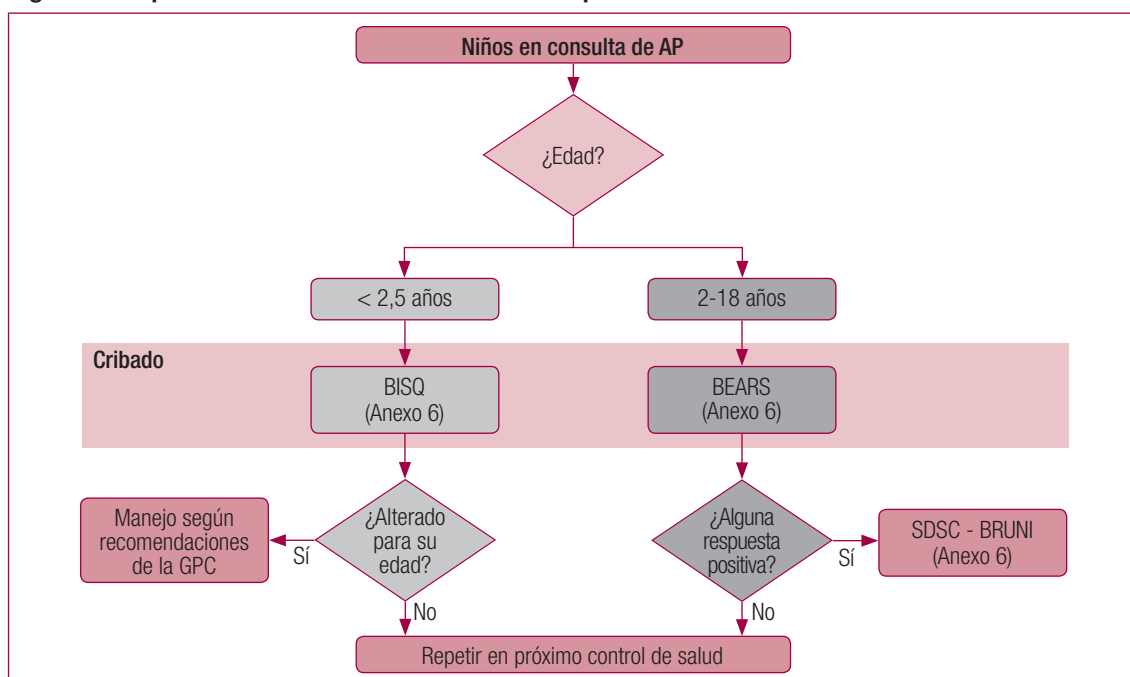 Niños en consulta de AP
¿Edad?
< 2,5 años
2-18 años
Cribado
BISQ
(Anexo 6)
BEARS
(Anexo 6)
Manejo según
recomendaciones
de la GPC
Sí
¿Alterado
para su
edad?
¿Alguna
respuesta
positiva?
Sí
SDSC - BRUNI
(Anexo 6)
No
No
Repetir en próximo control de salud